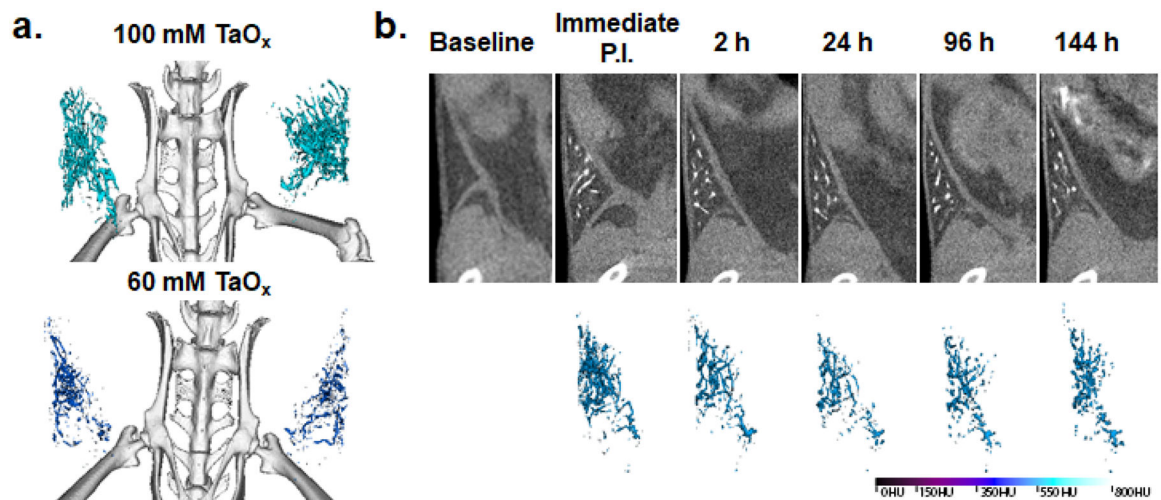 a.
100 mM TaOx
60 mM TaOx
b.
Baseline
Immediate
P.I.
2 h
24 h
96 h
144 h
0HU 150HU 350HU 550HU 800HU